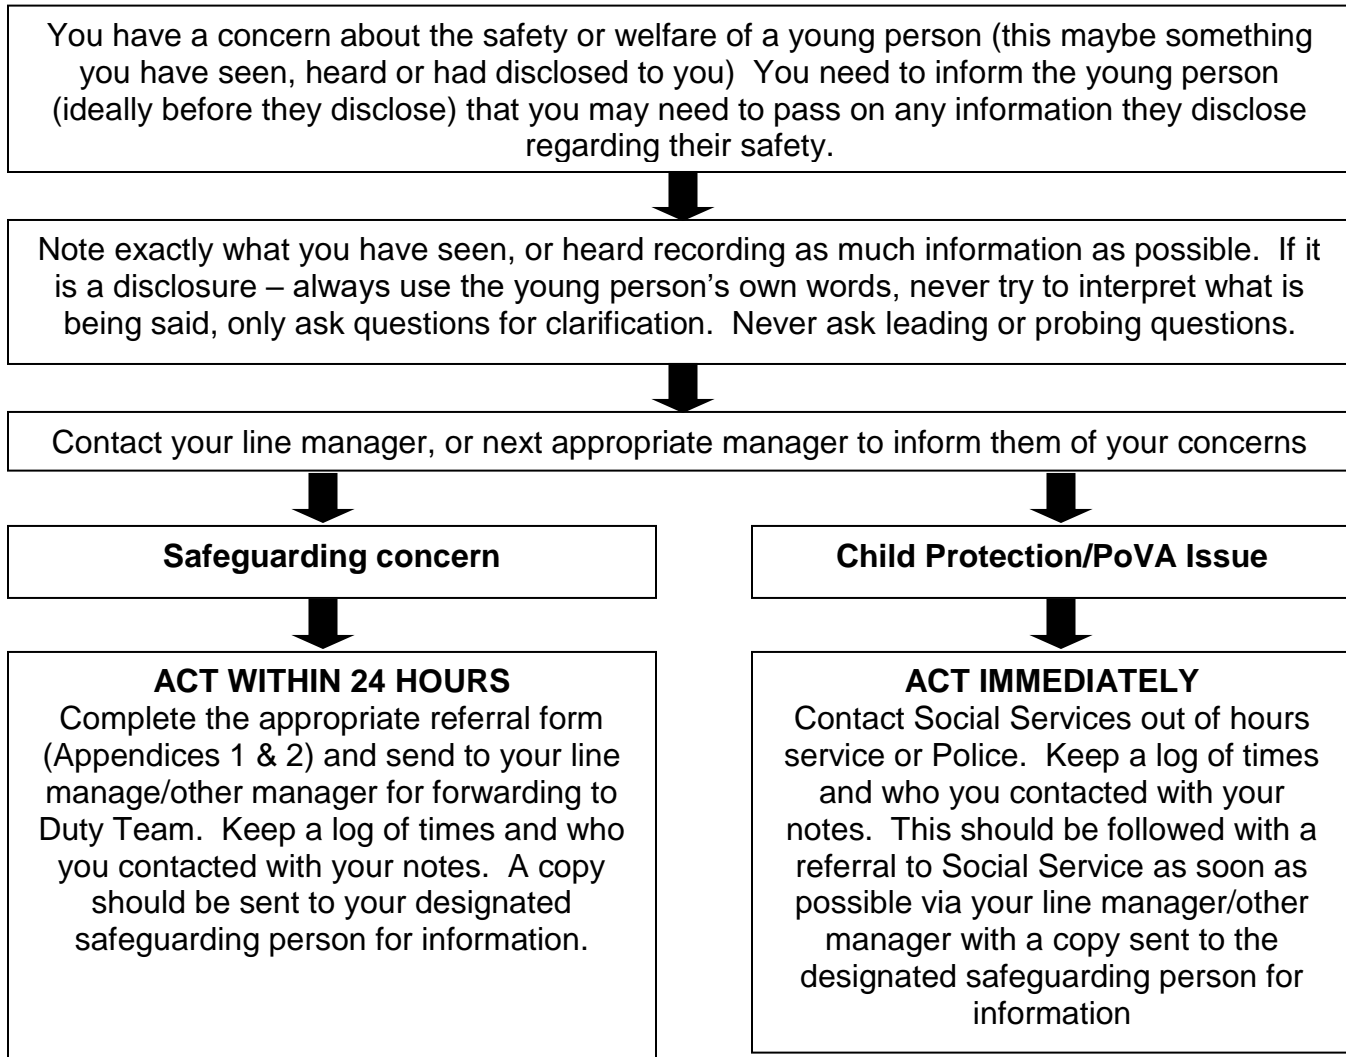 You have a concern about the safety or welfare of a young person (this maybe something
you have seen, heard or had disclosed to you)  You need to inform the young person
(ideally before they disclose) that you may need to pass on any information they disclose
regarding their safety.
Note exactly what you have seen, or heard recording as much information as possible.  If it
is a disclosure – always use the young person’s own words, never try to interpret what is
being said, only ask questions for clarification.  Never ask leading or probing questions.
Contact your line manager, or next appropriate manager to inform them of your concerns
Safeguarding concern
ACT WITHIN 24 HOURS
Complete the appropriate referral form
(Appendices 1 & 2) and send to your line
manage/other manager for forwarding to
Duty Team.  Keep a log of times and who
you contacted with your notes.  A copy
should be sent to your designated
safeguarding person for information.
Child Protection/PoVA Issue
ACT IMMEDIATELY
Contact Social Services out of hours
service or Police.  Keep a log of times
and who you contacted with your
notes.  This should be followed with a
referral to Social Service as soon as
possible via your line manager/other
manager with a copy sent to the
designated safeguarding person for
information